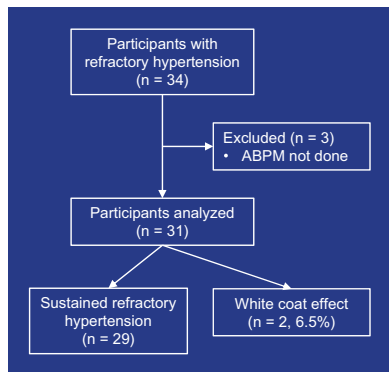 Participants with
refractory hypertension
(n = 34)
Excluded (n = 3)
• ABPM not done
Participants analyzed
(n = 31)
Sustained refractory
hypertension
(n = 29)
White coat effect
(n = 2, 6.5%)